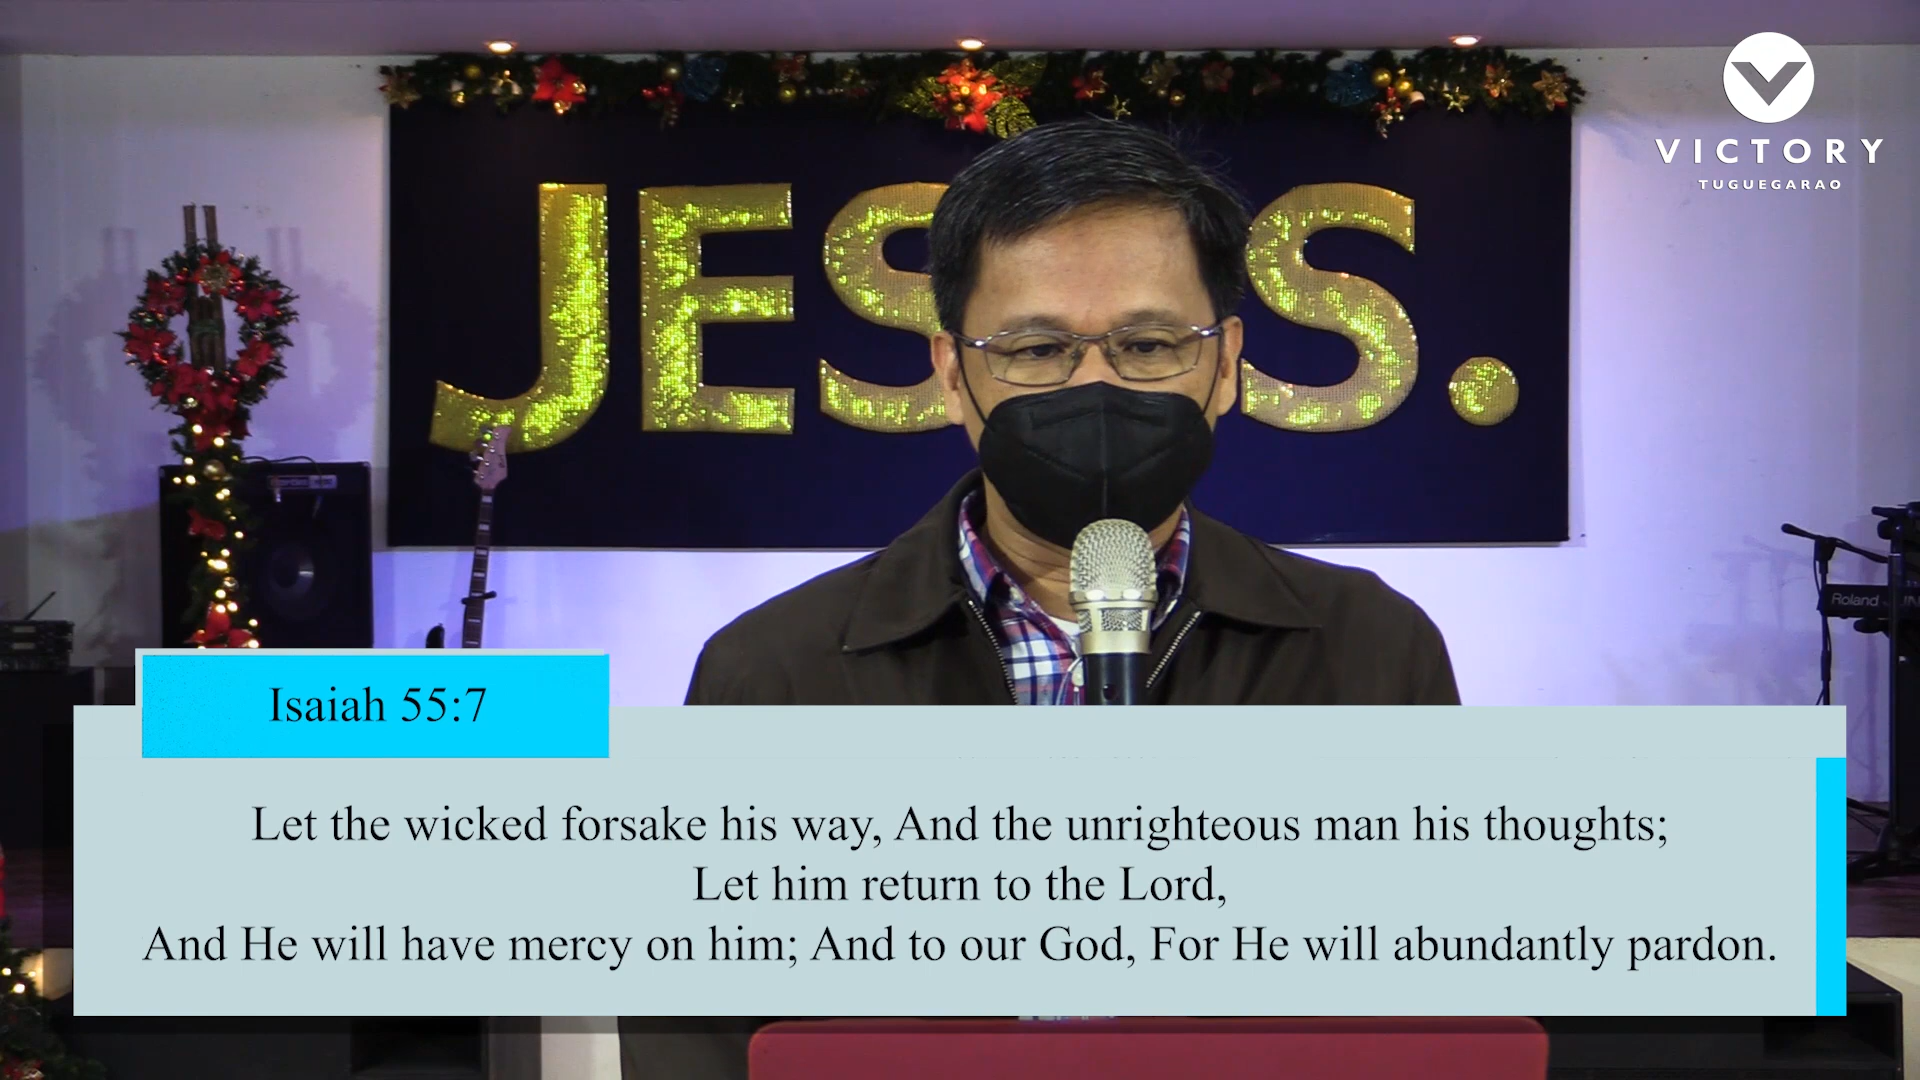 VICTORY
TUGUEGARAO
JES S.
Roland
Isaiah 55:7
Let the wicked forsake his way, And the unrighteous man his thoughts;
Let him return to the Lord,
And He will have mercy on him; And to our God, For He will abundantly pardon.